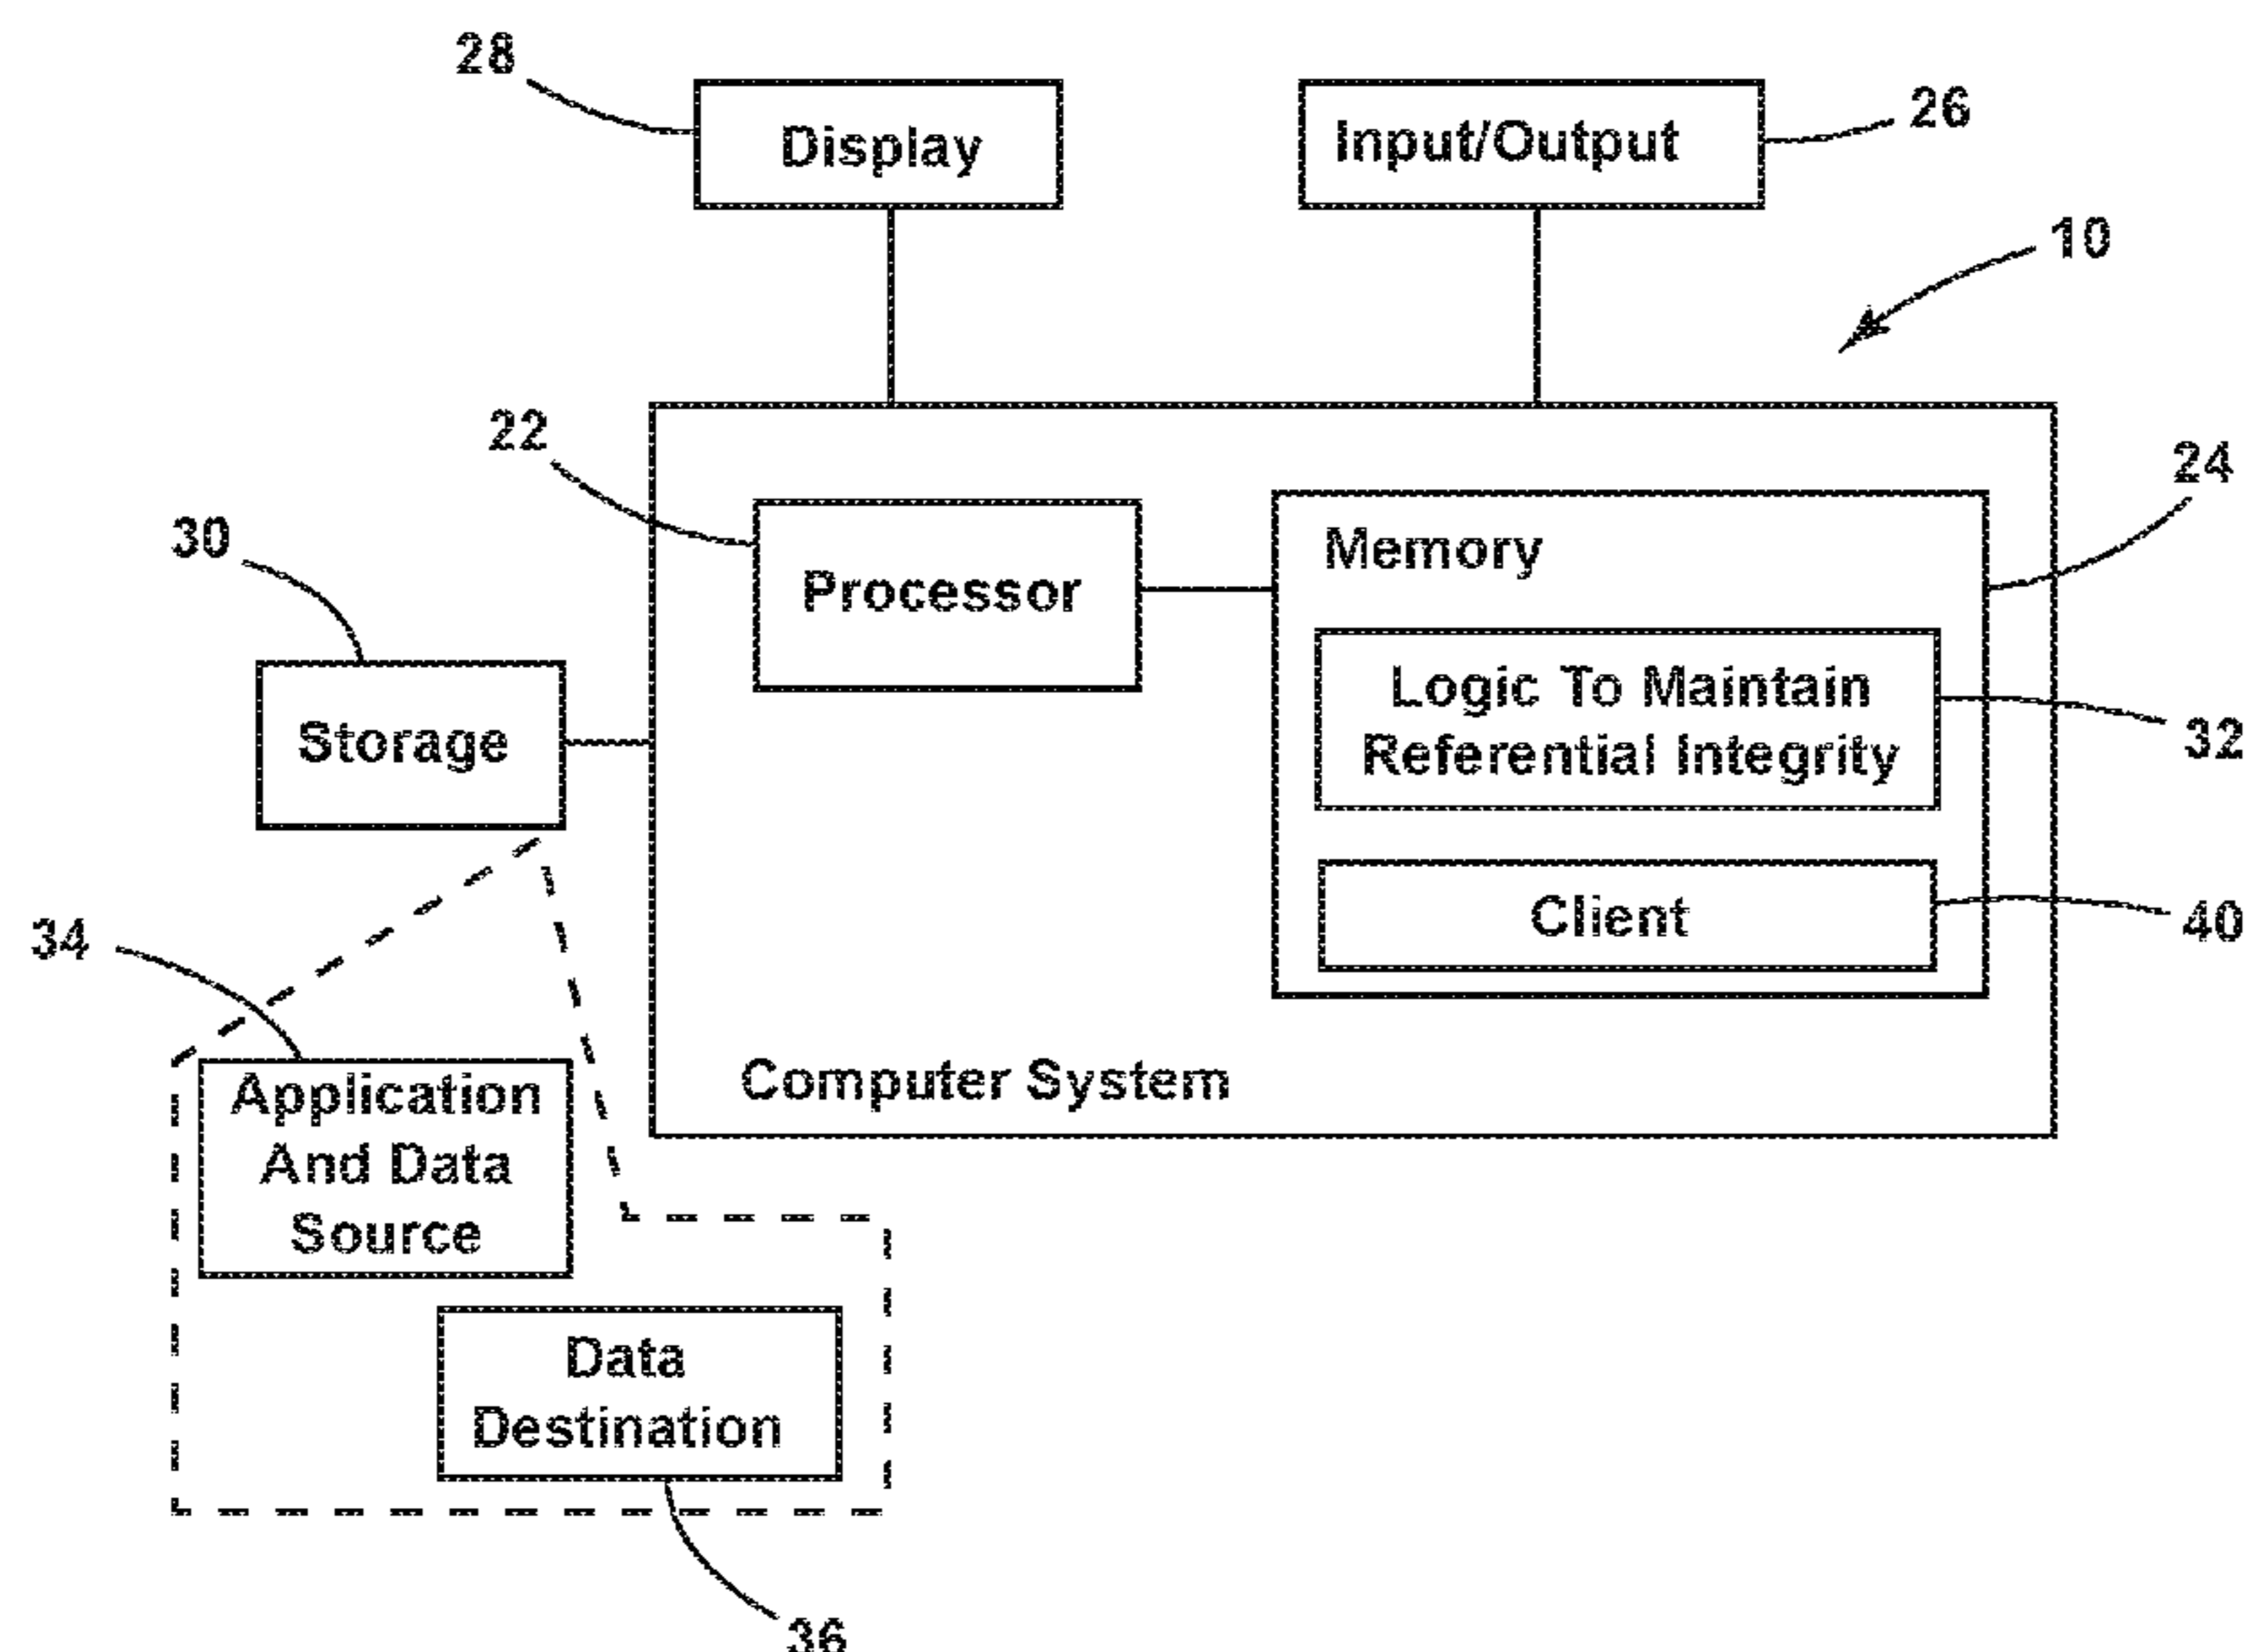 28
Display
Input/Output
26
10
22
24
30
Processor
Memory
Storage
Logic To Maintain
Referential Integrity
32
Client
40
34
Computer System
Application
And Data
Source
Data
Destination
36